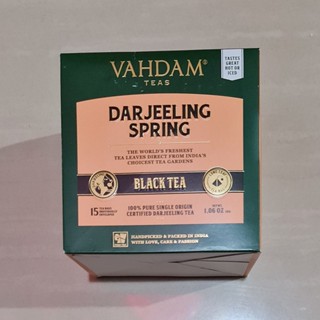 VAHDAM®
TEAS
TASTES
GREAT
HOT OR
ICED
DARJEELING
SPRING
THE WORLD'S FRESHEST
TEA LEAVES DIRECT FROM INDIA'S
CHOICEST TEA GARDENS
BLACK TEA
15
100% PURE SINGLE ORIGIN
CERTIFIED DARJEELING TEA
1.06 OZ
HANDPICKED & PACKED IN INDIA
WITH LOVE, CARE & PASSION